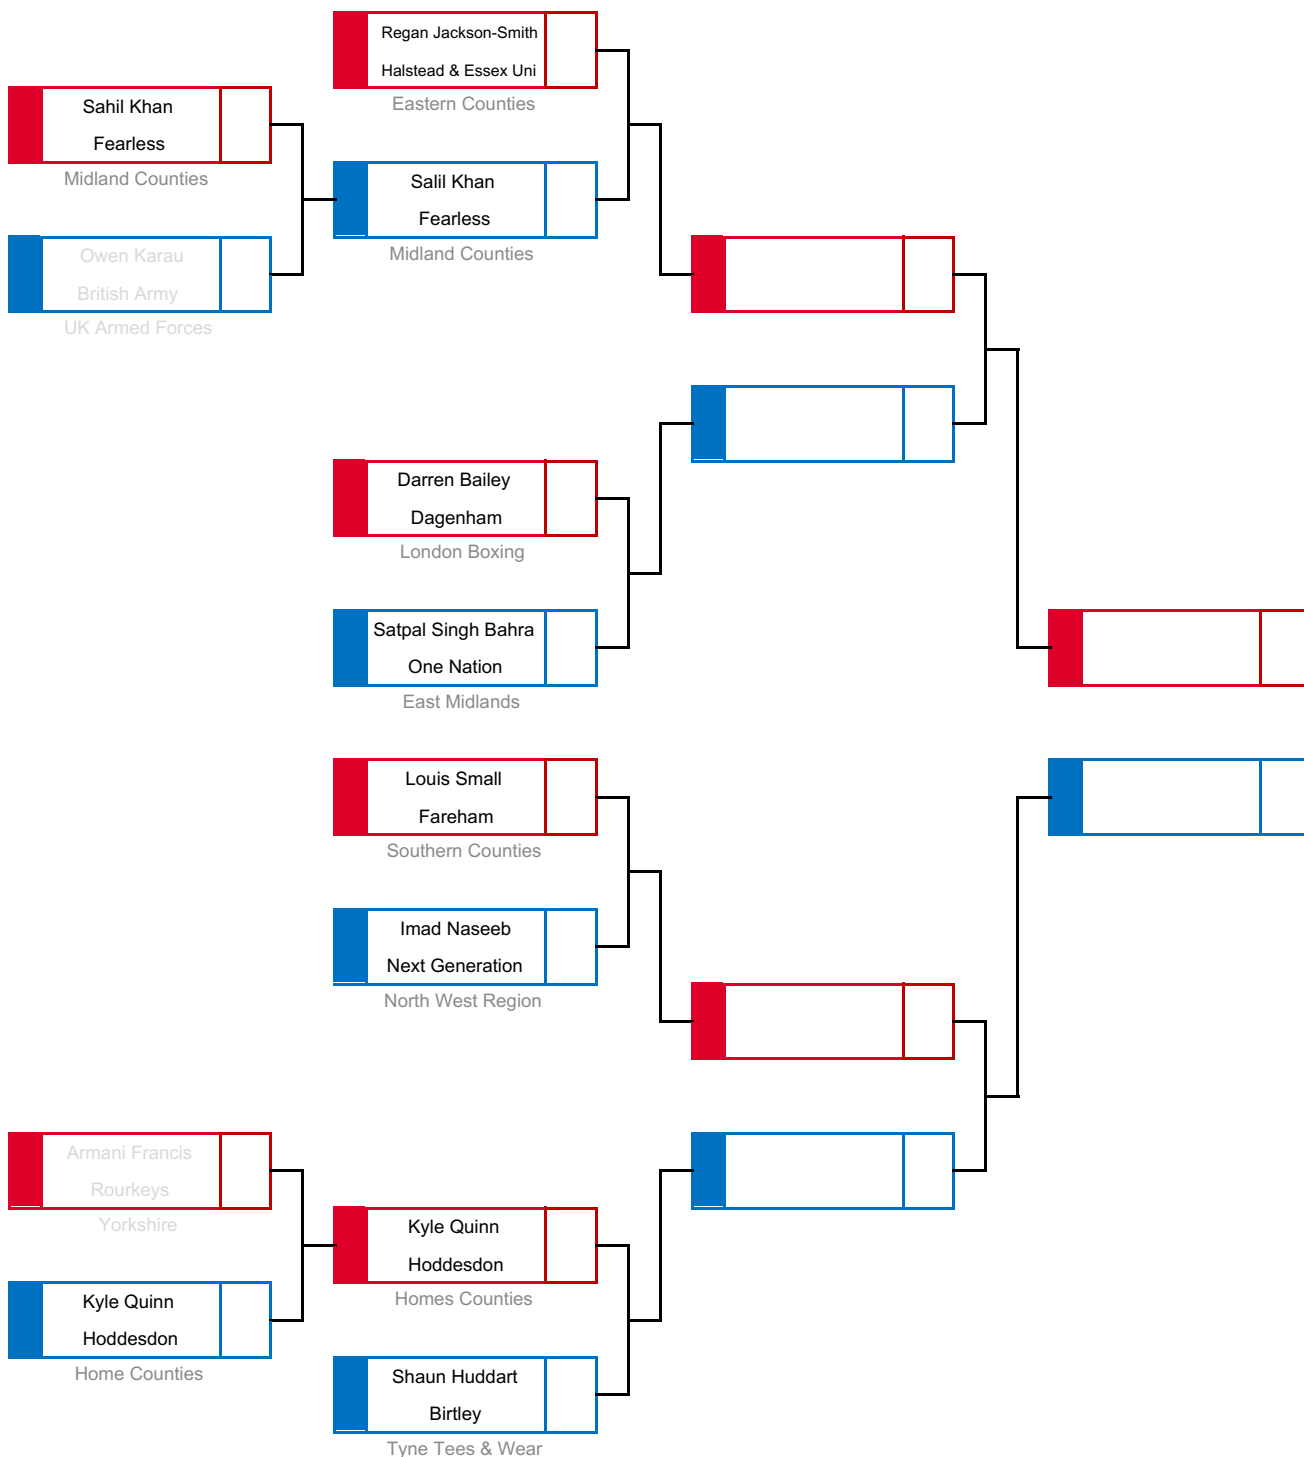 Regan Jackson-Smith
Halstead & Essex Uni
Eastern Counties
Sahil Khan
Fearless
Midland Counties
Salil Khan
Fearless
Midland Counties
Owen Karau
British Army
UK Armed Forces
Darren Bailey
Dagenham
London Boxing
Satpal Singh Bahra
One Nation
East Midlands
Louis Small
Fareham
Southern Counties
Imad Naseeb
Next Generation
North West Region
Armani Francis
Rourkeys
Yorkshire
Kyle Quinn
Hoddesdon
Homes Counties
Kyle Quinn
Hoddesdon
Home Counties
Shaun Huddart
Birtley
Tyne Tees & Wear